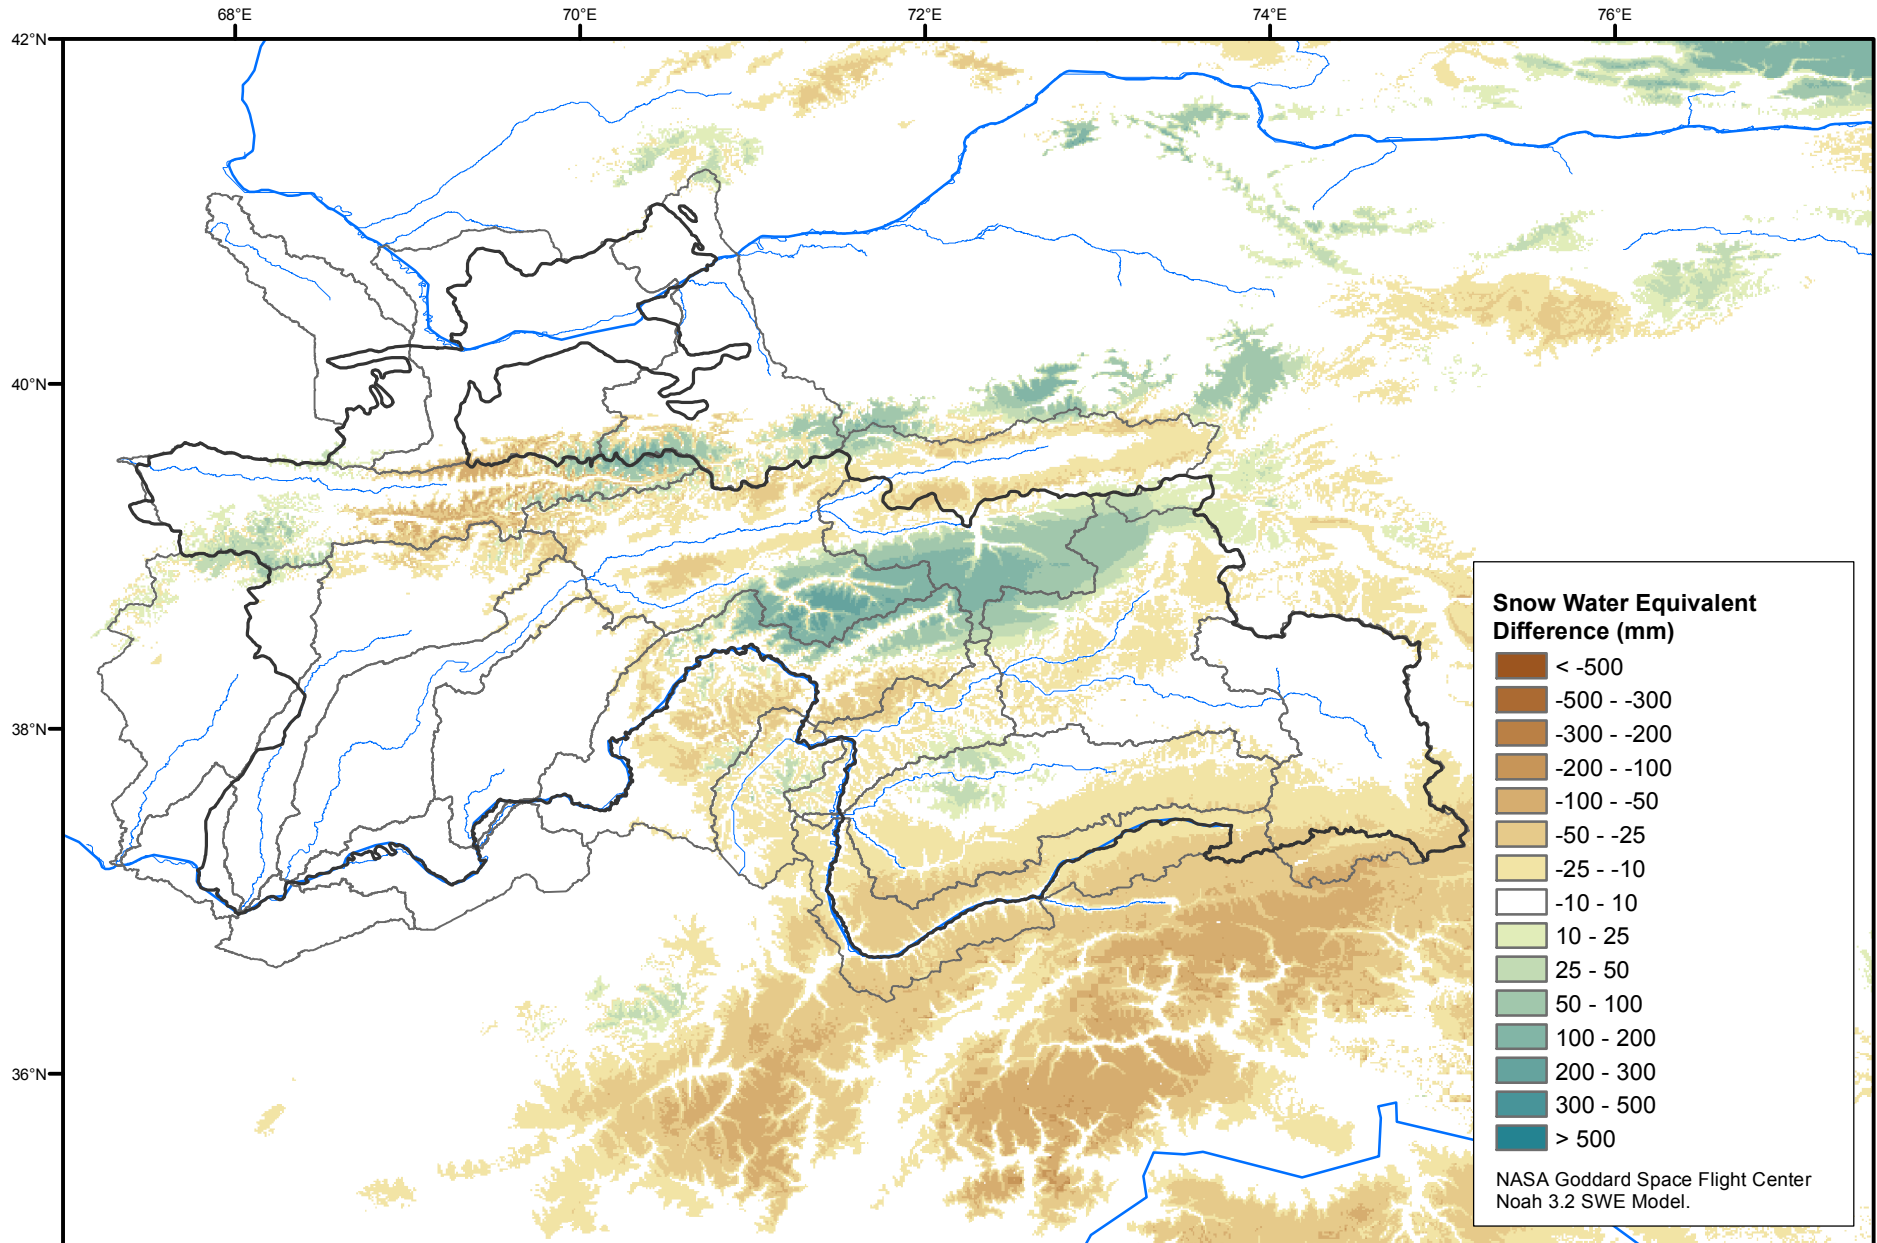 68°E
70°E
72°E
74°E
76°E
42°N
40°N
38°N
36°N
Snow Water Equivalent
Difference (mm)
< -500
-500 - -300
-300 - -200
-200 - -100
-100 - -50
-50 - -25
-25 - -10
-10 - 10
10 - 25
25 - 50
50 - 100
100 - 200
200 - 300
300 - 500
> 500
NASA Goddard Space Flight Center
Noah 3.2 SWE Model.